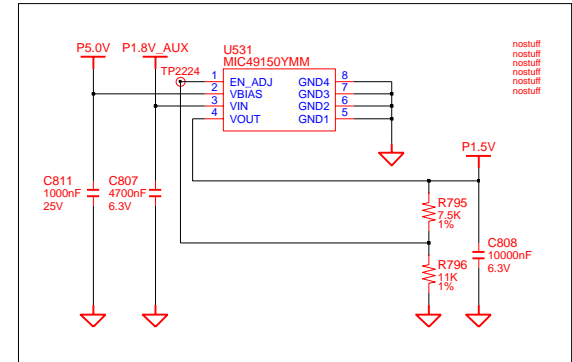 U531
MIC49150YMM
P5.0V P1.8V_AUX
TP2224
1 EN_ADJ GND4 8
2 VBIAS GND3 7
3 VIN GND2 6
4 VOUT GND1 5
nostuff
nostuff
nostuff
nostuff
nostuff
nostuff
P1.5V
C811
1000nF
25V
C807
4700nF
6.3V
R795
7.5K
1%
R796
11K
1%
C808
10000nF
6.3V